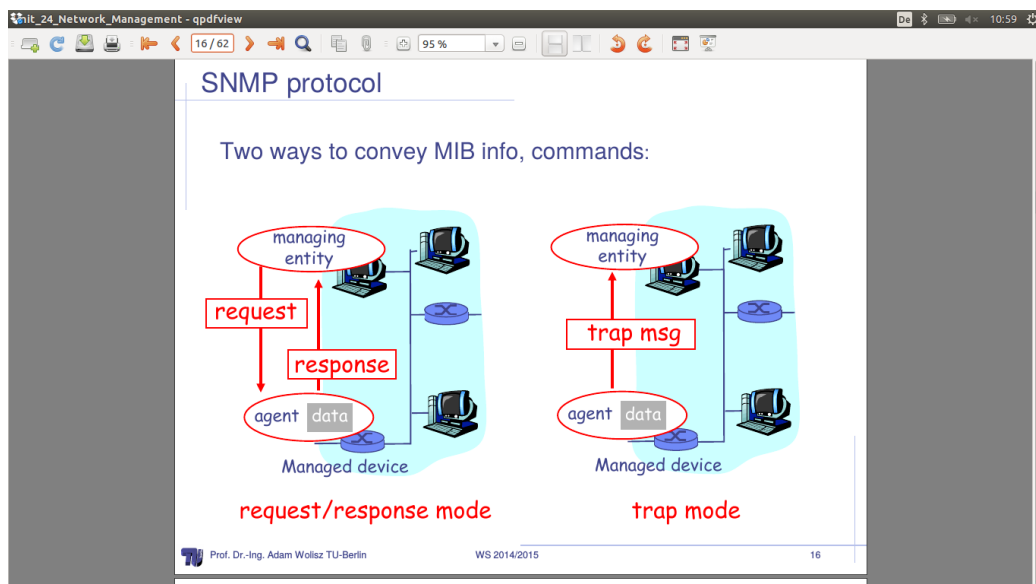 nit_24_Network_Management - qpdfview
De
10:59
16 / 62
95 %
SNMP protocol
Two ways to convey MIB info, commands:
managing
entity
request
response
agent data
Managed device
request/response mode
managing
entity
trap msg
agent data
Managed device
trap mode
Prof. Dr.-Ing. Adam Wolisz TU-Berlin
WS 2014/2015
16